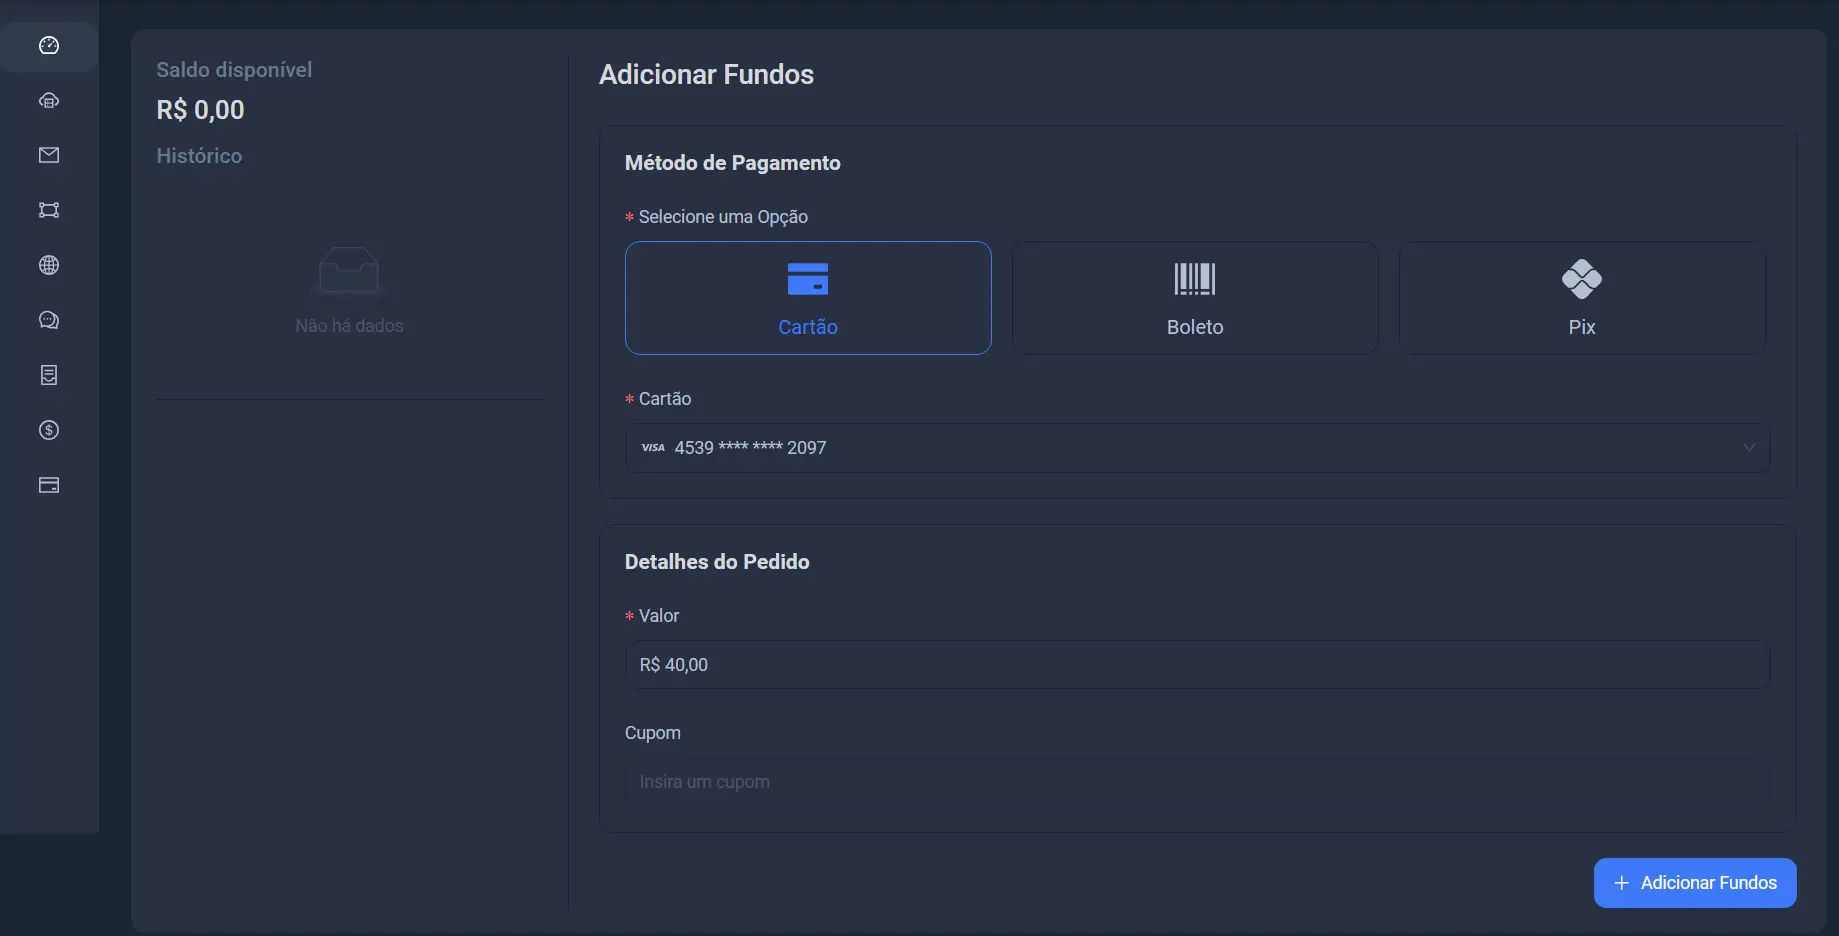 Saldo disponível
R$ 0,00
Histórico
Não há dados
Adicionar Fundos
Método de Pagamento
* Selecione uma Opção
Cartão
Boleto
Pix
* Cartão
VISA 4539 **** **** 2097
Detalhes do Pedido
* Valor
R$ 40,00
Cupom
Insira um cupom
+ Adicionar Fundos